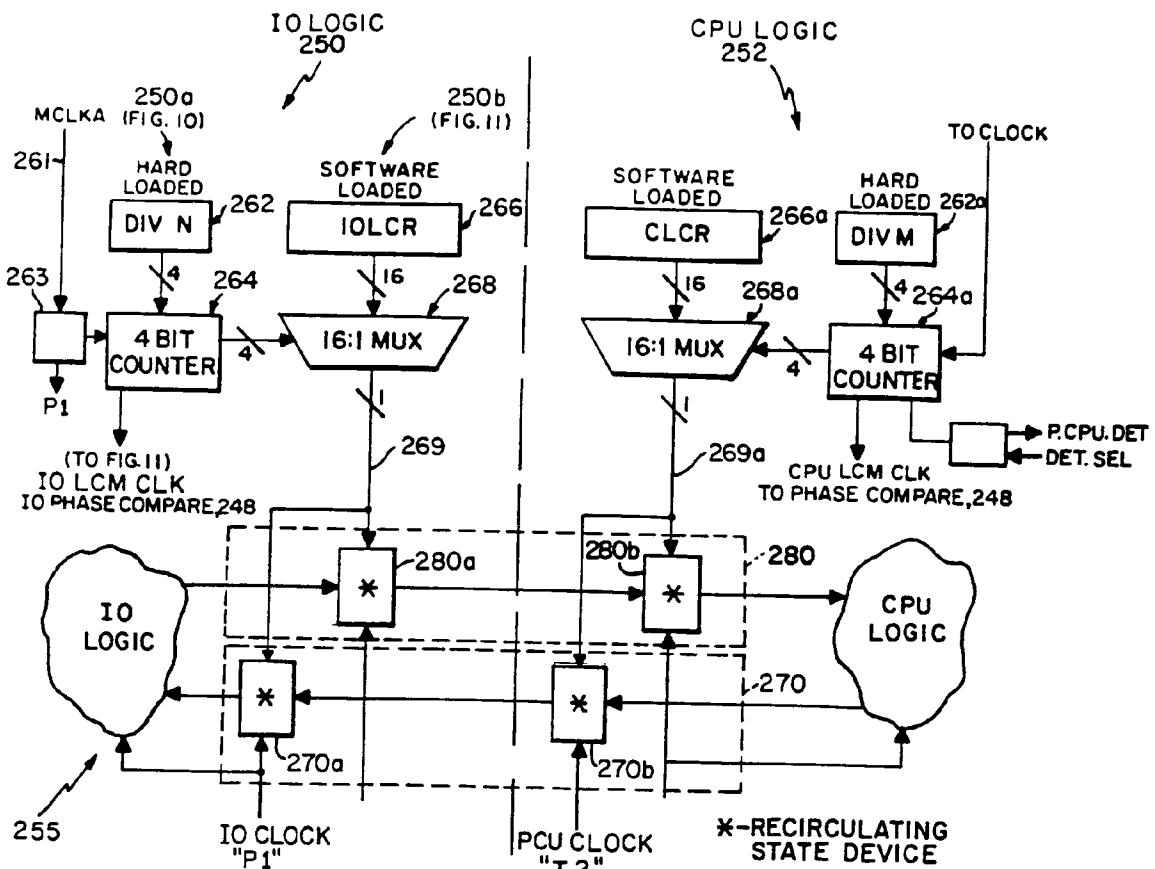 IO LOGIC
250
CPU LOGIC
252
MCLKA
250a
(FIG. 10)
250b
(FIG. 11)
TO CLOCK
261
HARD
LOADED
DIV N
262
SOFTWARE
LOADED
IOLCR
266
SOFTWARE
LOADED
CLCR
266a
HARD
LOADED
262a
DIV M
4
16
16
4
263
264
268
268a
264a
4 BIT
COUNTER
4
16:1 MUX
16:1 MUX
4
4 BIT
COUNTER
P1
1
1
(TO FIG. 11)
IO LCM CLK
IO PHASE COMPARE, 248
269
269a
CPU LCM CLK
TO PHASE COMPARE, 248
P.CPU.DET
DET. SEL
280a
280b
280
*
*
IO
LOGIC
CPU
LOGIC
270
*
*
270a
270b
255
IO CLOCK
"P1"
PCU CLOCK
*-RECIRCULATING
STATE DEVICE